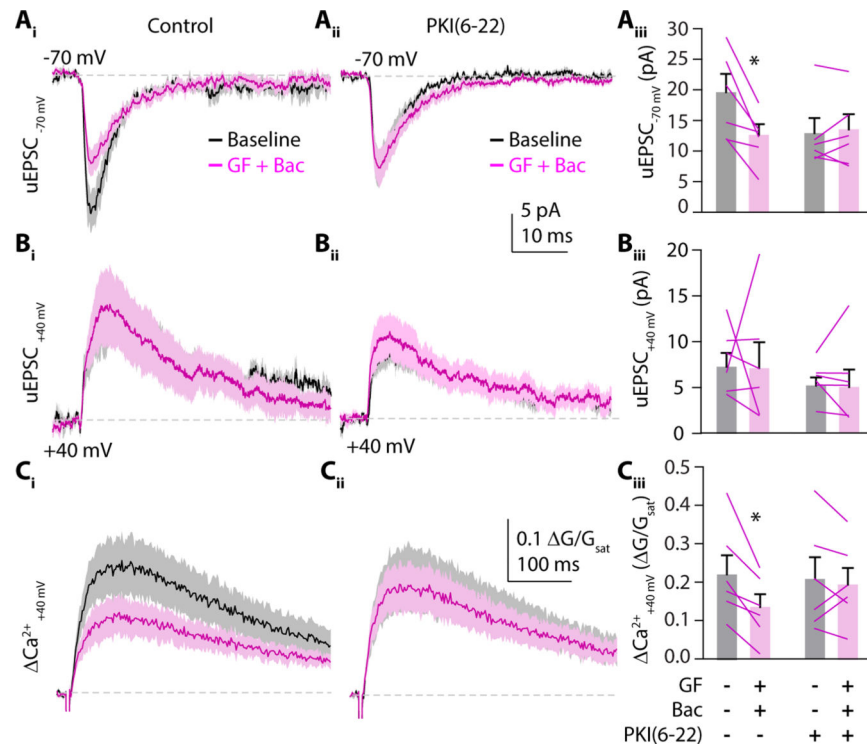 Ai Control Aii PKI(6-22) Aiii
-70 mV -70 mV
Baseline Baseline
GF + Bac GF + Bac
5 pA
10 ms
uEPSC-70 mV (pA)
30
25
20
15
10
5
0
*
Bi Bii Biii
uEPSC+40 mV
+40 mV +40 mV
uEPSC+40 mV (pA)
20
15
10
5
0
Ci Cii Ciii
ΔCa2+ +40 mV
0.1 ΔG/Gsat
100 ms
ΔCa2+ +40 mV (ΔG/Gsat)
0.5
0.4
0.3
0.2
0.1
0.0
*
GF - + - +
Bac - + - +
PKI(6-22) - - + +
uEPSC-70 mV